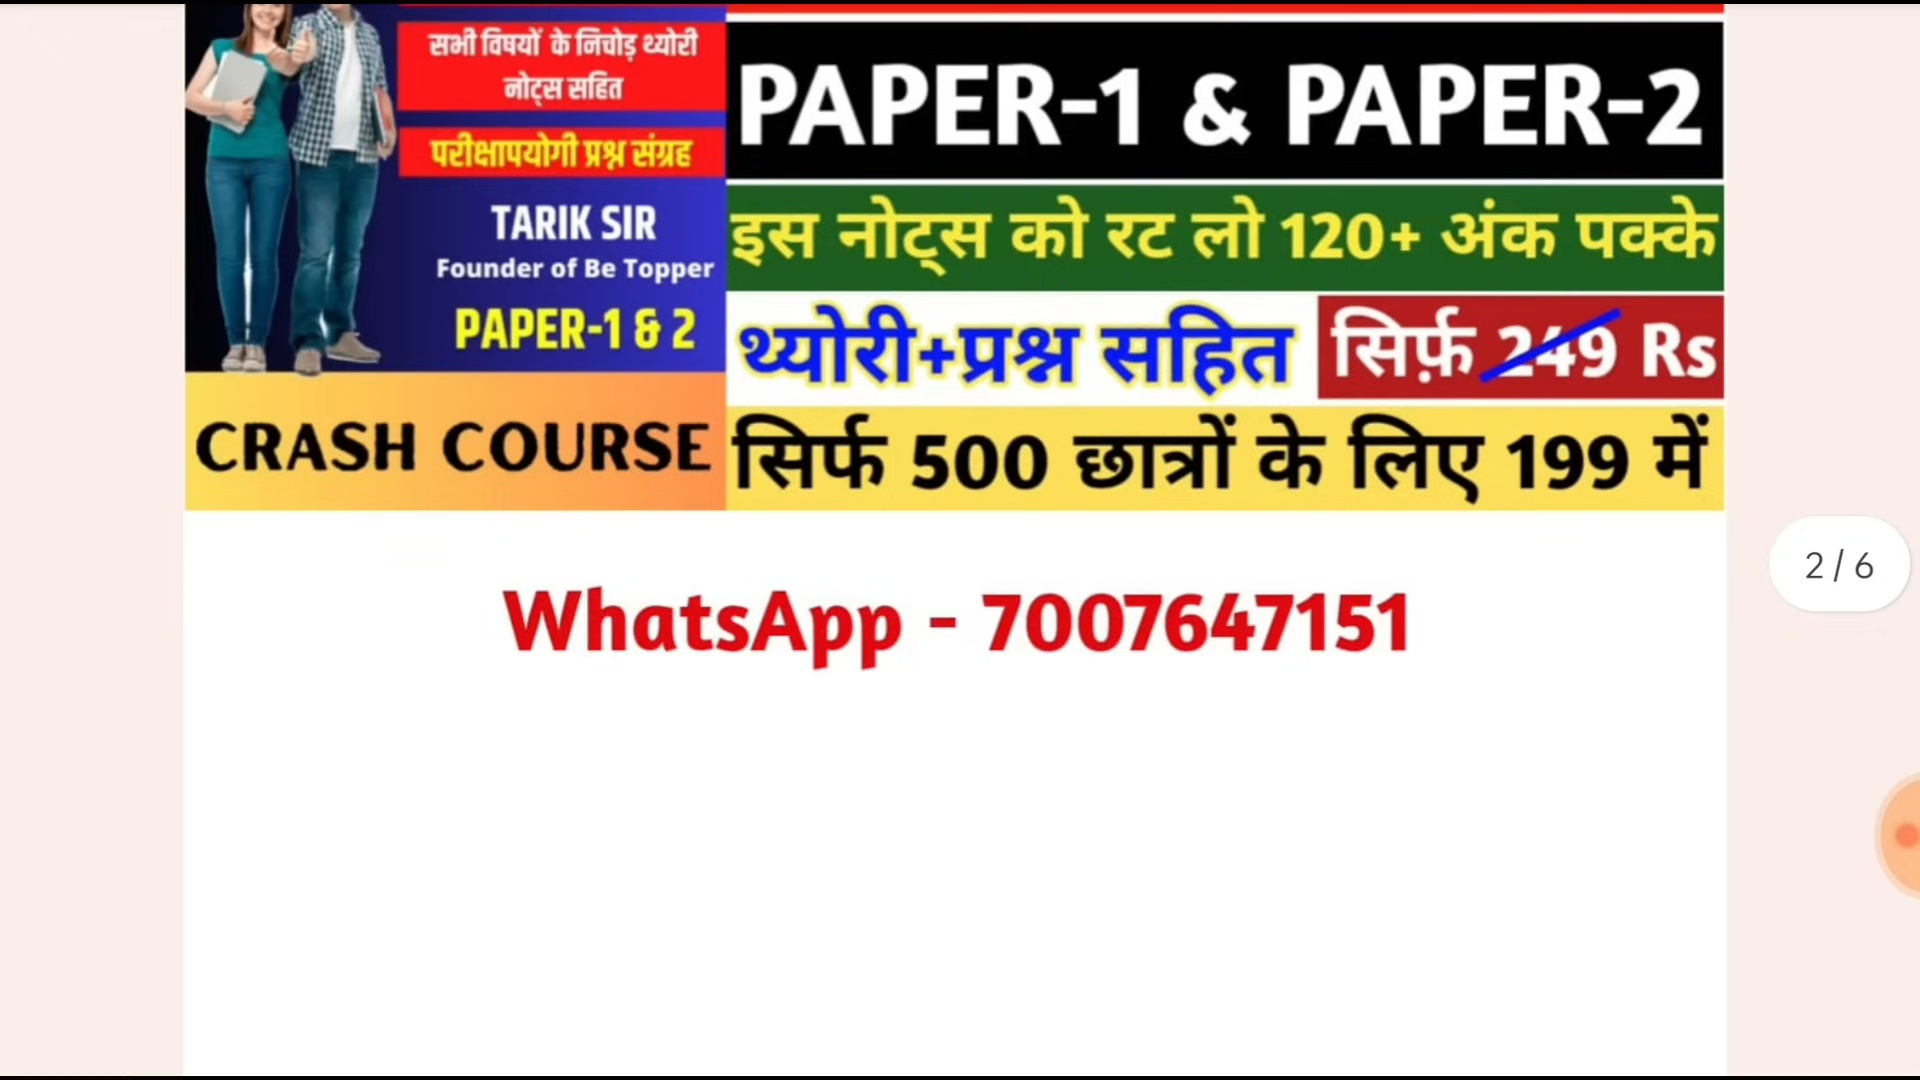 सभी विषयों के निचोड़ थ्योरी
नोट्स सहित
परीक्षापयोगी प्रश्न संग्रह
TARIK SIR
Founder of Be Topper
PAPER-1 & 2
CRASH COURSE
PAPER-1 & PAPER-2
इस नोट्स को रट लो 120+ अंक पक्के
थ्योरी+प्रश्न सहित
सिर्फ़ 249 Rs
सिर्फ 500 छात्रों के लिए 199 में
WhatsApp - 7007647151
2 / 6